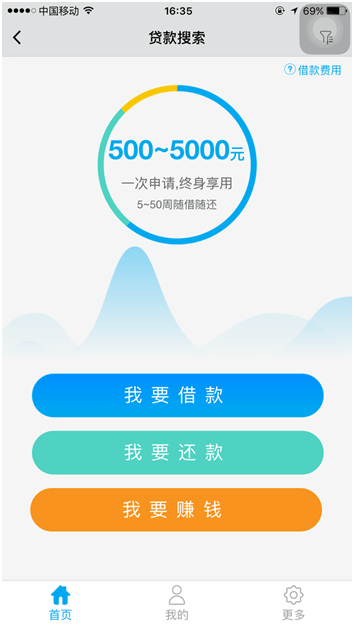 中国移动 16:35 69%
贷款搜索
? 借款费用
500~5000元
一次申请,终身享用
5~50周随借随还
我要借款
我要还款
我要赚钱
首页 我的 更多